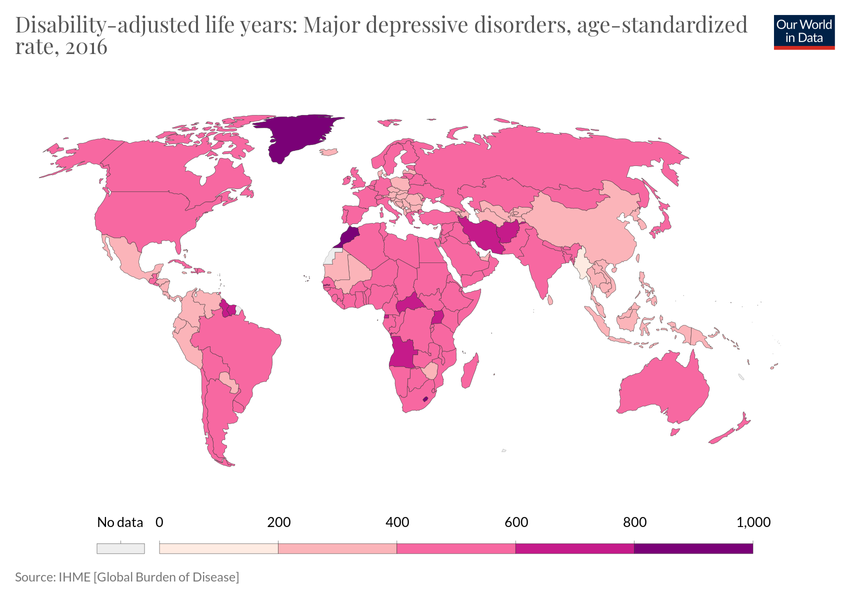 Disability-adjusted life years: Major depressive disorders, age-standardized
rate, 2016
Our World
in Data
No data 0 200 400 600 800 1,000
Source: IHME [Global Burden of Disease]